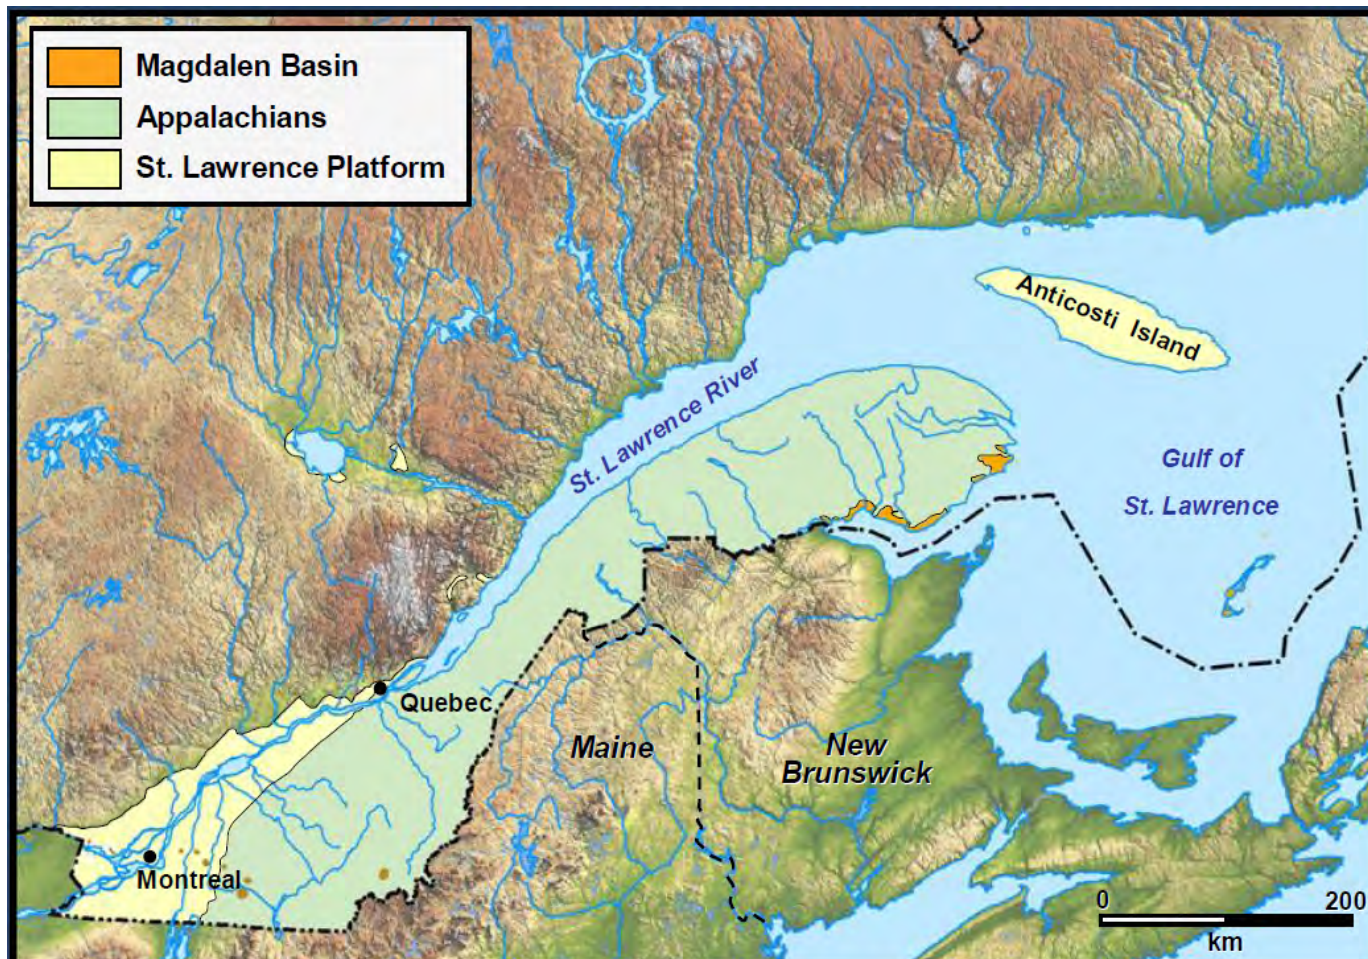 Magdalen Basin
Appalachians
St. Lawrence Platform
Anticosti Island
St. Lawrence River
Gulf of
St. Lawrence
Quebec
Maine
New
Brunswick
Montreal
0 200
km